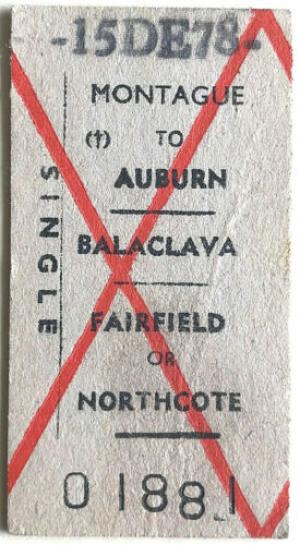 -15DE78-
MONTAGUE
(†) TO
AUBURN
BALACLAVA
FAIRFIELD
OR
NORTHCOTE
SINGLE
01881